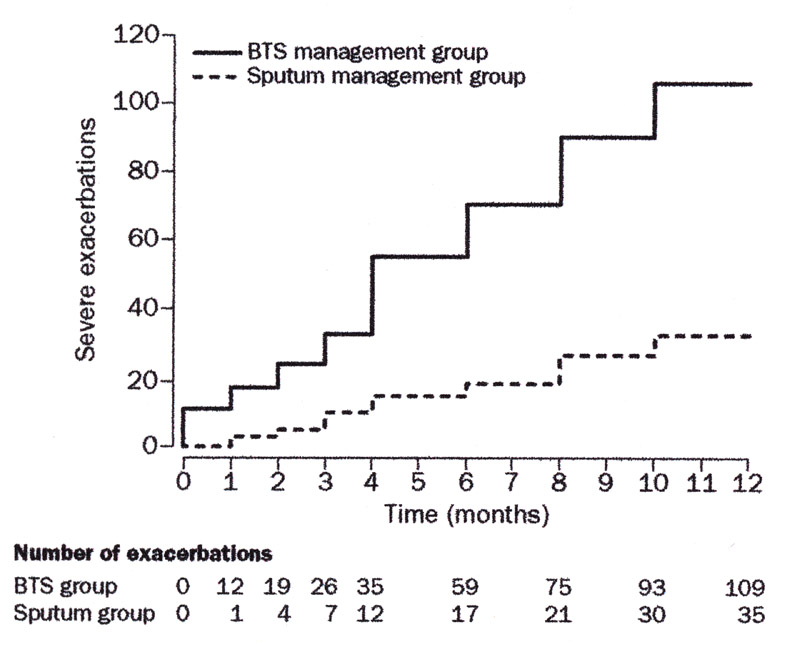 120
BTS management group
Sputum management group
100
80
60
40
20
0
Severe exacerbations
0 1 2 3 4 5 6 7 8 9 10 11 12
Time (months)
Number of exacerbations
BTS group 0 12 19 26 35 59 75 93 109
Sputum group 0 1 4 7 12 17 21 30 35